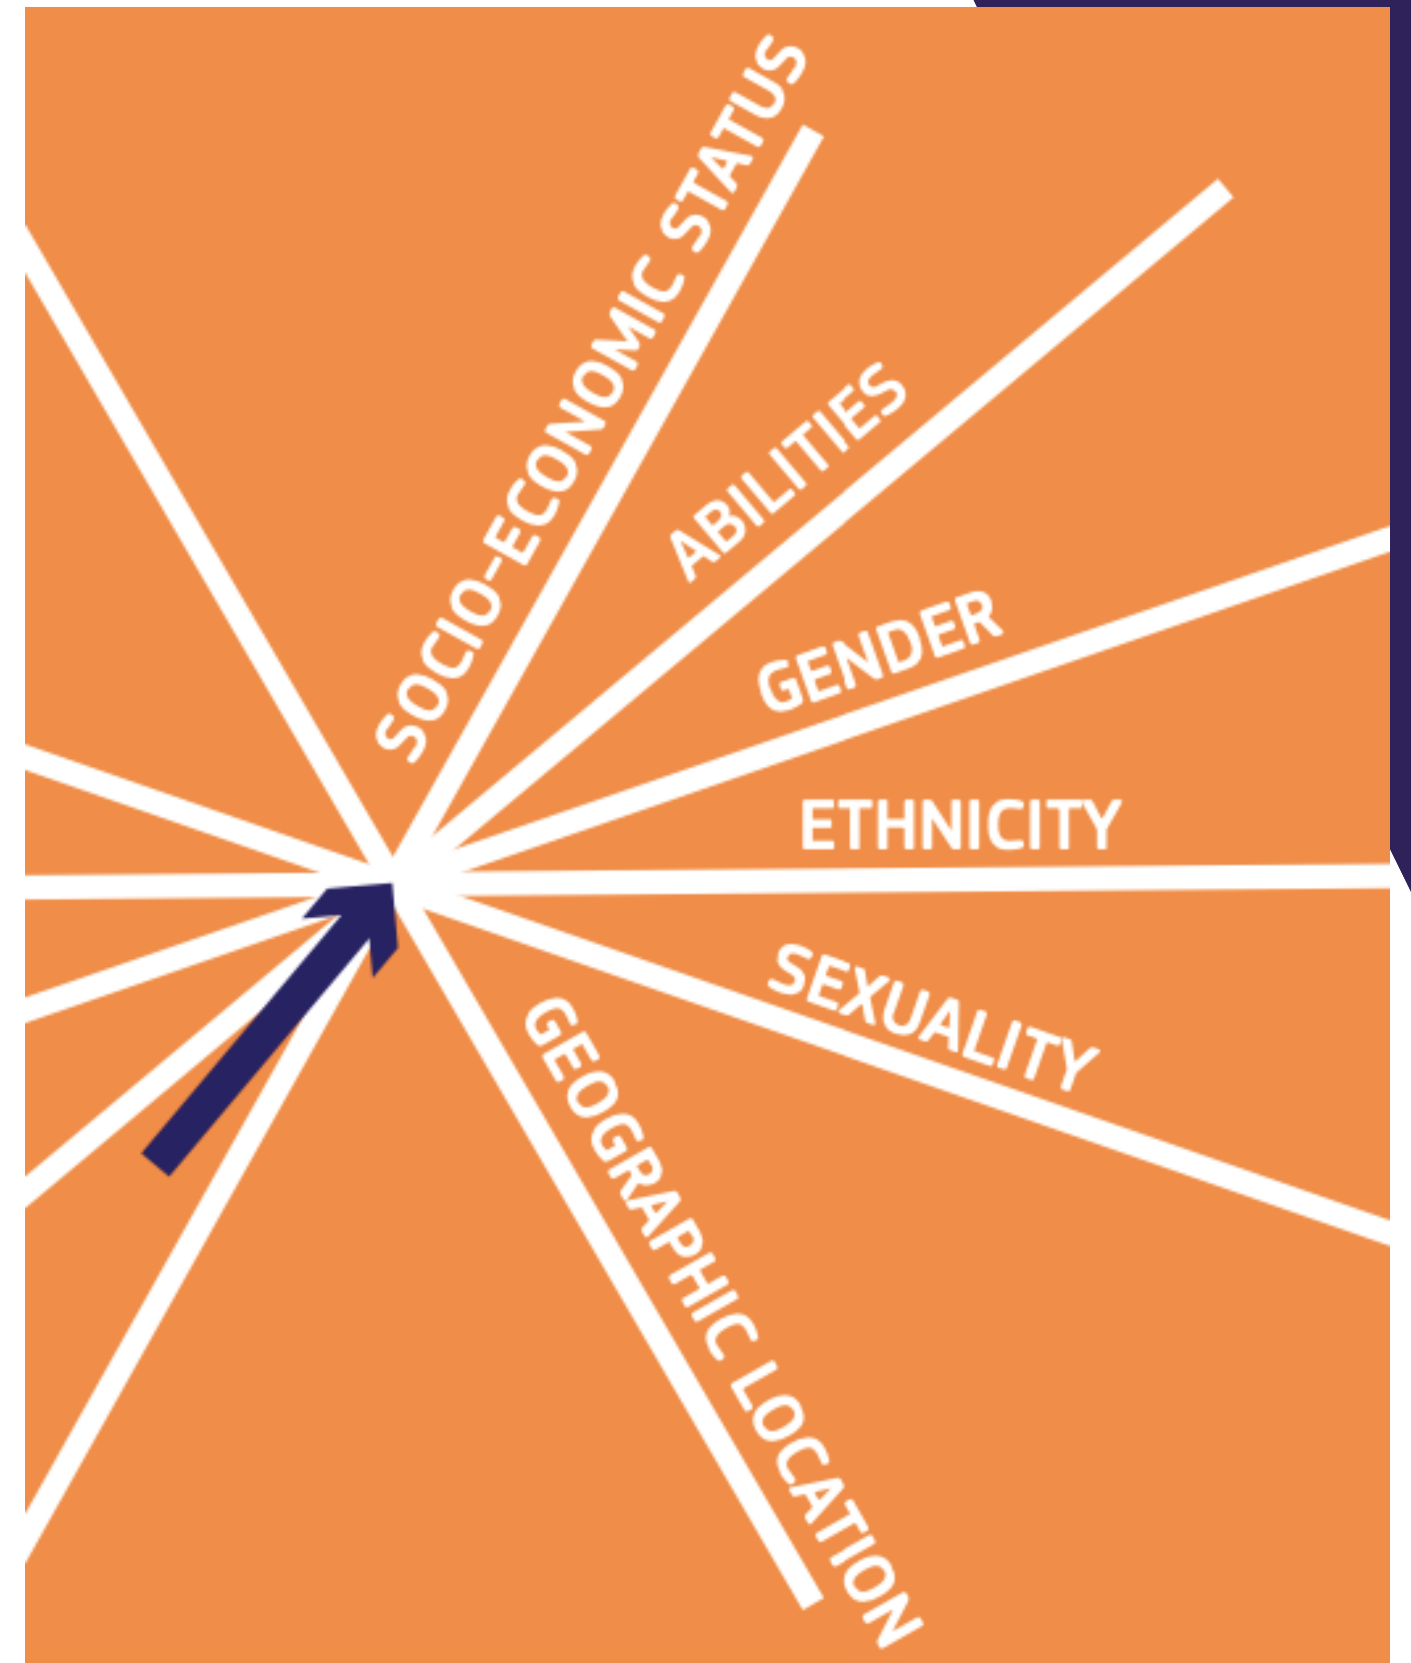 SOCIO-ECONOMIC STATUS
ABILITIES
GENDER
ETHNICITY
SEXUALITY
GEOGRAPHIC LOCATION